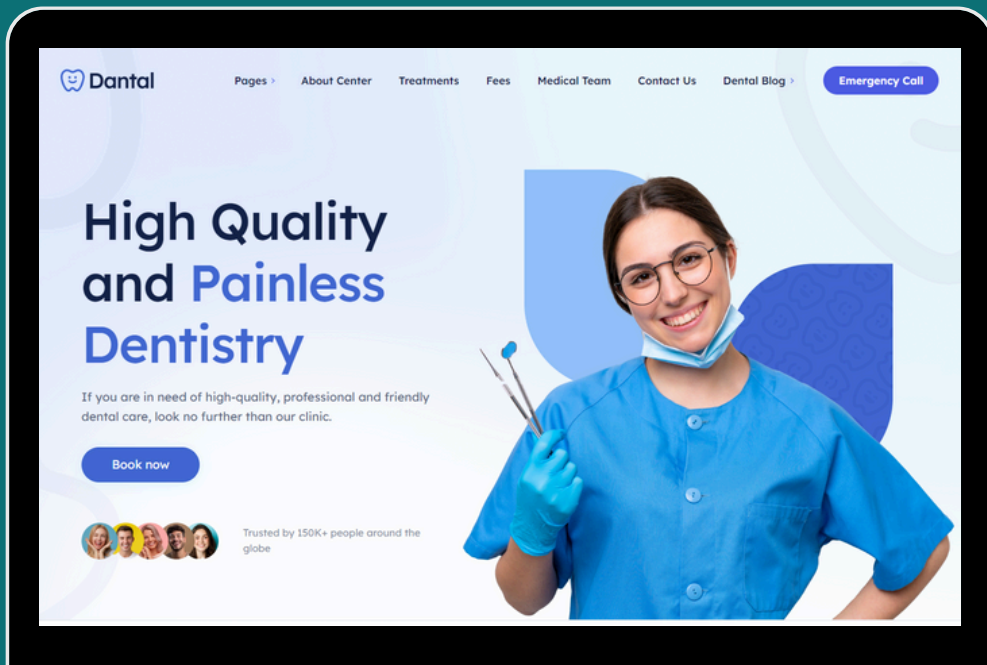 Dantal
Pages
About Center
Treatments
Fees
Medical Team
Contact Us
Dental Blog
Emergency Call
High Quality
and Painless
Dentistry
If you are in need of high-quality, professional and friendly
dental care, look no further than our clinic.
Book now
Trusted by 150K+ people around the
globe